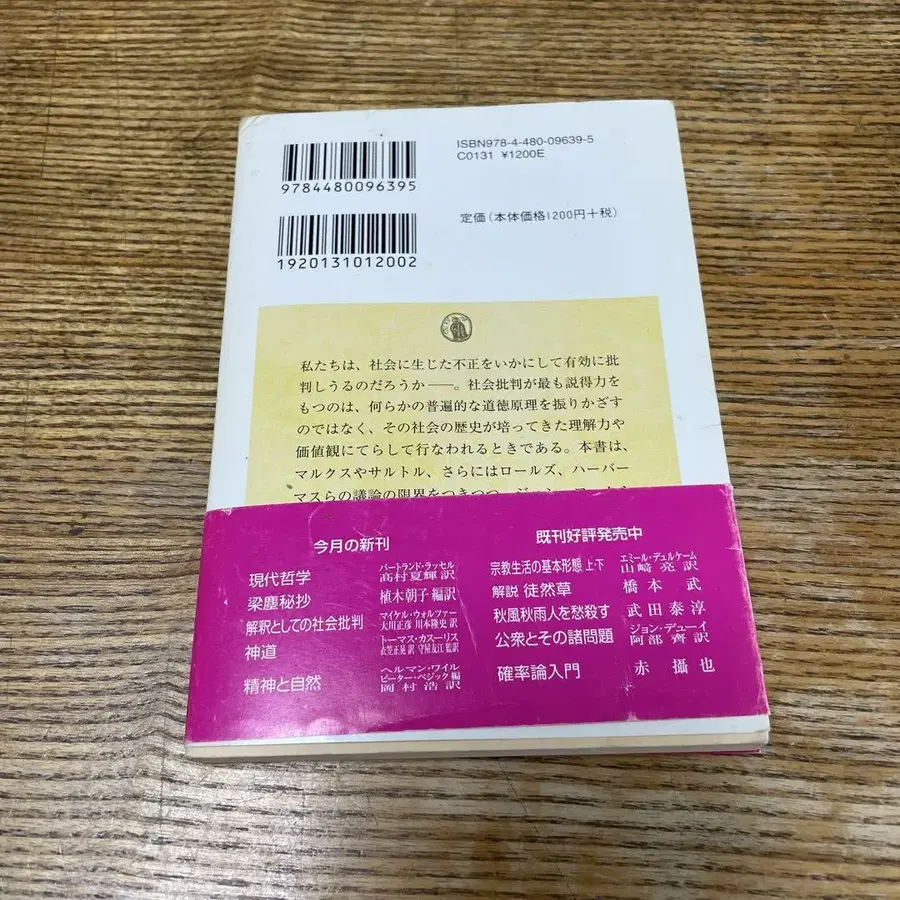 ISBN978-4-480-09639-5
C0131 ¥1200E
9784480096395
定価(本体価格1200円+税)
1920131012002
私たちは、社会に生じた不正をいかにして有効に批
判しうるのだろうか――。社会批判が最も説得力を
もつのは、何らかの普遍的な道徳原理を振りかざす
のではなく、その社会の歴史が培ってきた理解力や
価値観にてらして行なわれるときである。本書は、
マルクスやサルトル、さらにはロールズ、ハーバー
マスらの議論の限界をつきつつ、
今月の新刊
現代哲学 バートランド・ラッセル 髙村夏輝 訳
梁塵秘抄 植木朝子 編訳
解釈としての社会批判 マイケル・ウォルツァー 大川正彦 川本隆史 訳
神道 トーマス・カスーリス 衣笠正晃 訳 守屋友江 監訳
精神と自然 ヘルマン・ワイル ピーター・ペジック 編 岡村浩 訳
既刊好評発売中
宗教生活の基本形態 上・下 エミール・デュルケーム 山﨑亮 訳
解説 徒然草 橋本武
秋風秋雨人を愁殺す 武田泰淳
公衆とその諸問題 ジョン・デューイ 阿部齊 訳
確率論入門 赤攝也